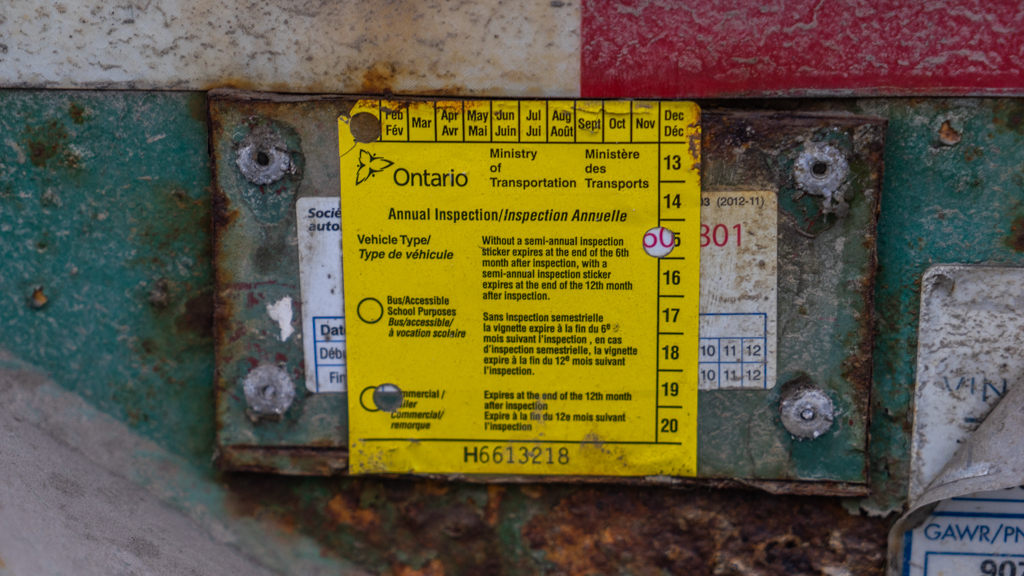 Feb Mar Apr May Jun Jul Aug Sept Oct Nov Dec
Fév Avr Mai Juin Jui Août Déc
13
14
16
17
18
19
20
Ontario
Ministry
of
Transportation
Ministère
des
Transports
Annual Inspection/Inspection Annuelle
Vehicle Type/
Type de véhicule
Bus/Accessible
School Purposes
Bus/accessible/
à vocation scolaire
Commercial/
remorque
Without a semi-annual inspection
sticker expires at the end of the 6th
month after inspection, with a
semi-annual inspection sticker
expires at the end of the 12th month
after inspection.
Sans inspection semestrielle
la vignette expire à la fin du 6e
mois suivant l'inspection, en cas
d'inspection semestrielle, la vignette
expire à la fin du 12e mois suivant
l'inspection.
Expires at the end of the 12th month
after inspection
Expire à la fin du 12e mois suivant
l'inspection
H6613218
(2012-11)
801
10 11 12
10 11 12
VIN
GAWR/PN